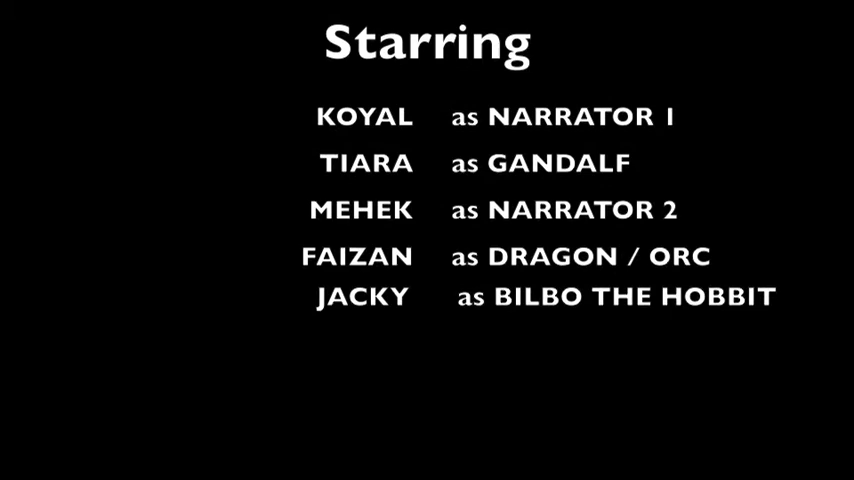 Starring
KOYAL as NARRATOR 1
TIARA as GANDALF
MEHEK as NARRATOR 2
FAIZAN as DRAGON / ORC
JACKY as BILBO THE HOBBIT